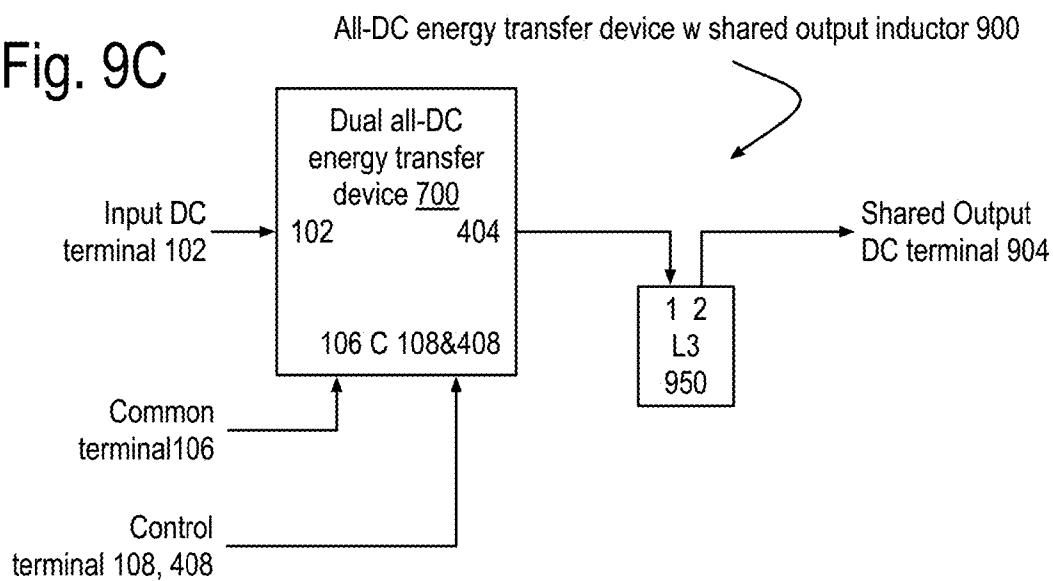 All-DC energy transfer device w shared output inductor 900
Fig. 9C
Dual all-DC
energy transfer
device 700
Input DC
terminal 102
102
404
Shared Output
DC terminal 904
1 2
L3
950
106 C 108&408
Common
terminal106
Control
terminal 108, 408